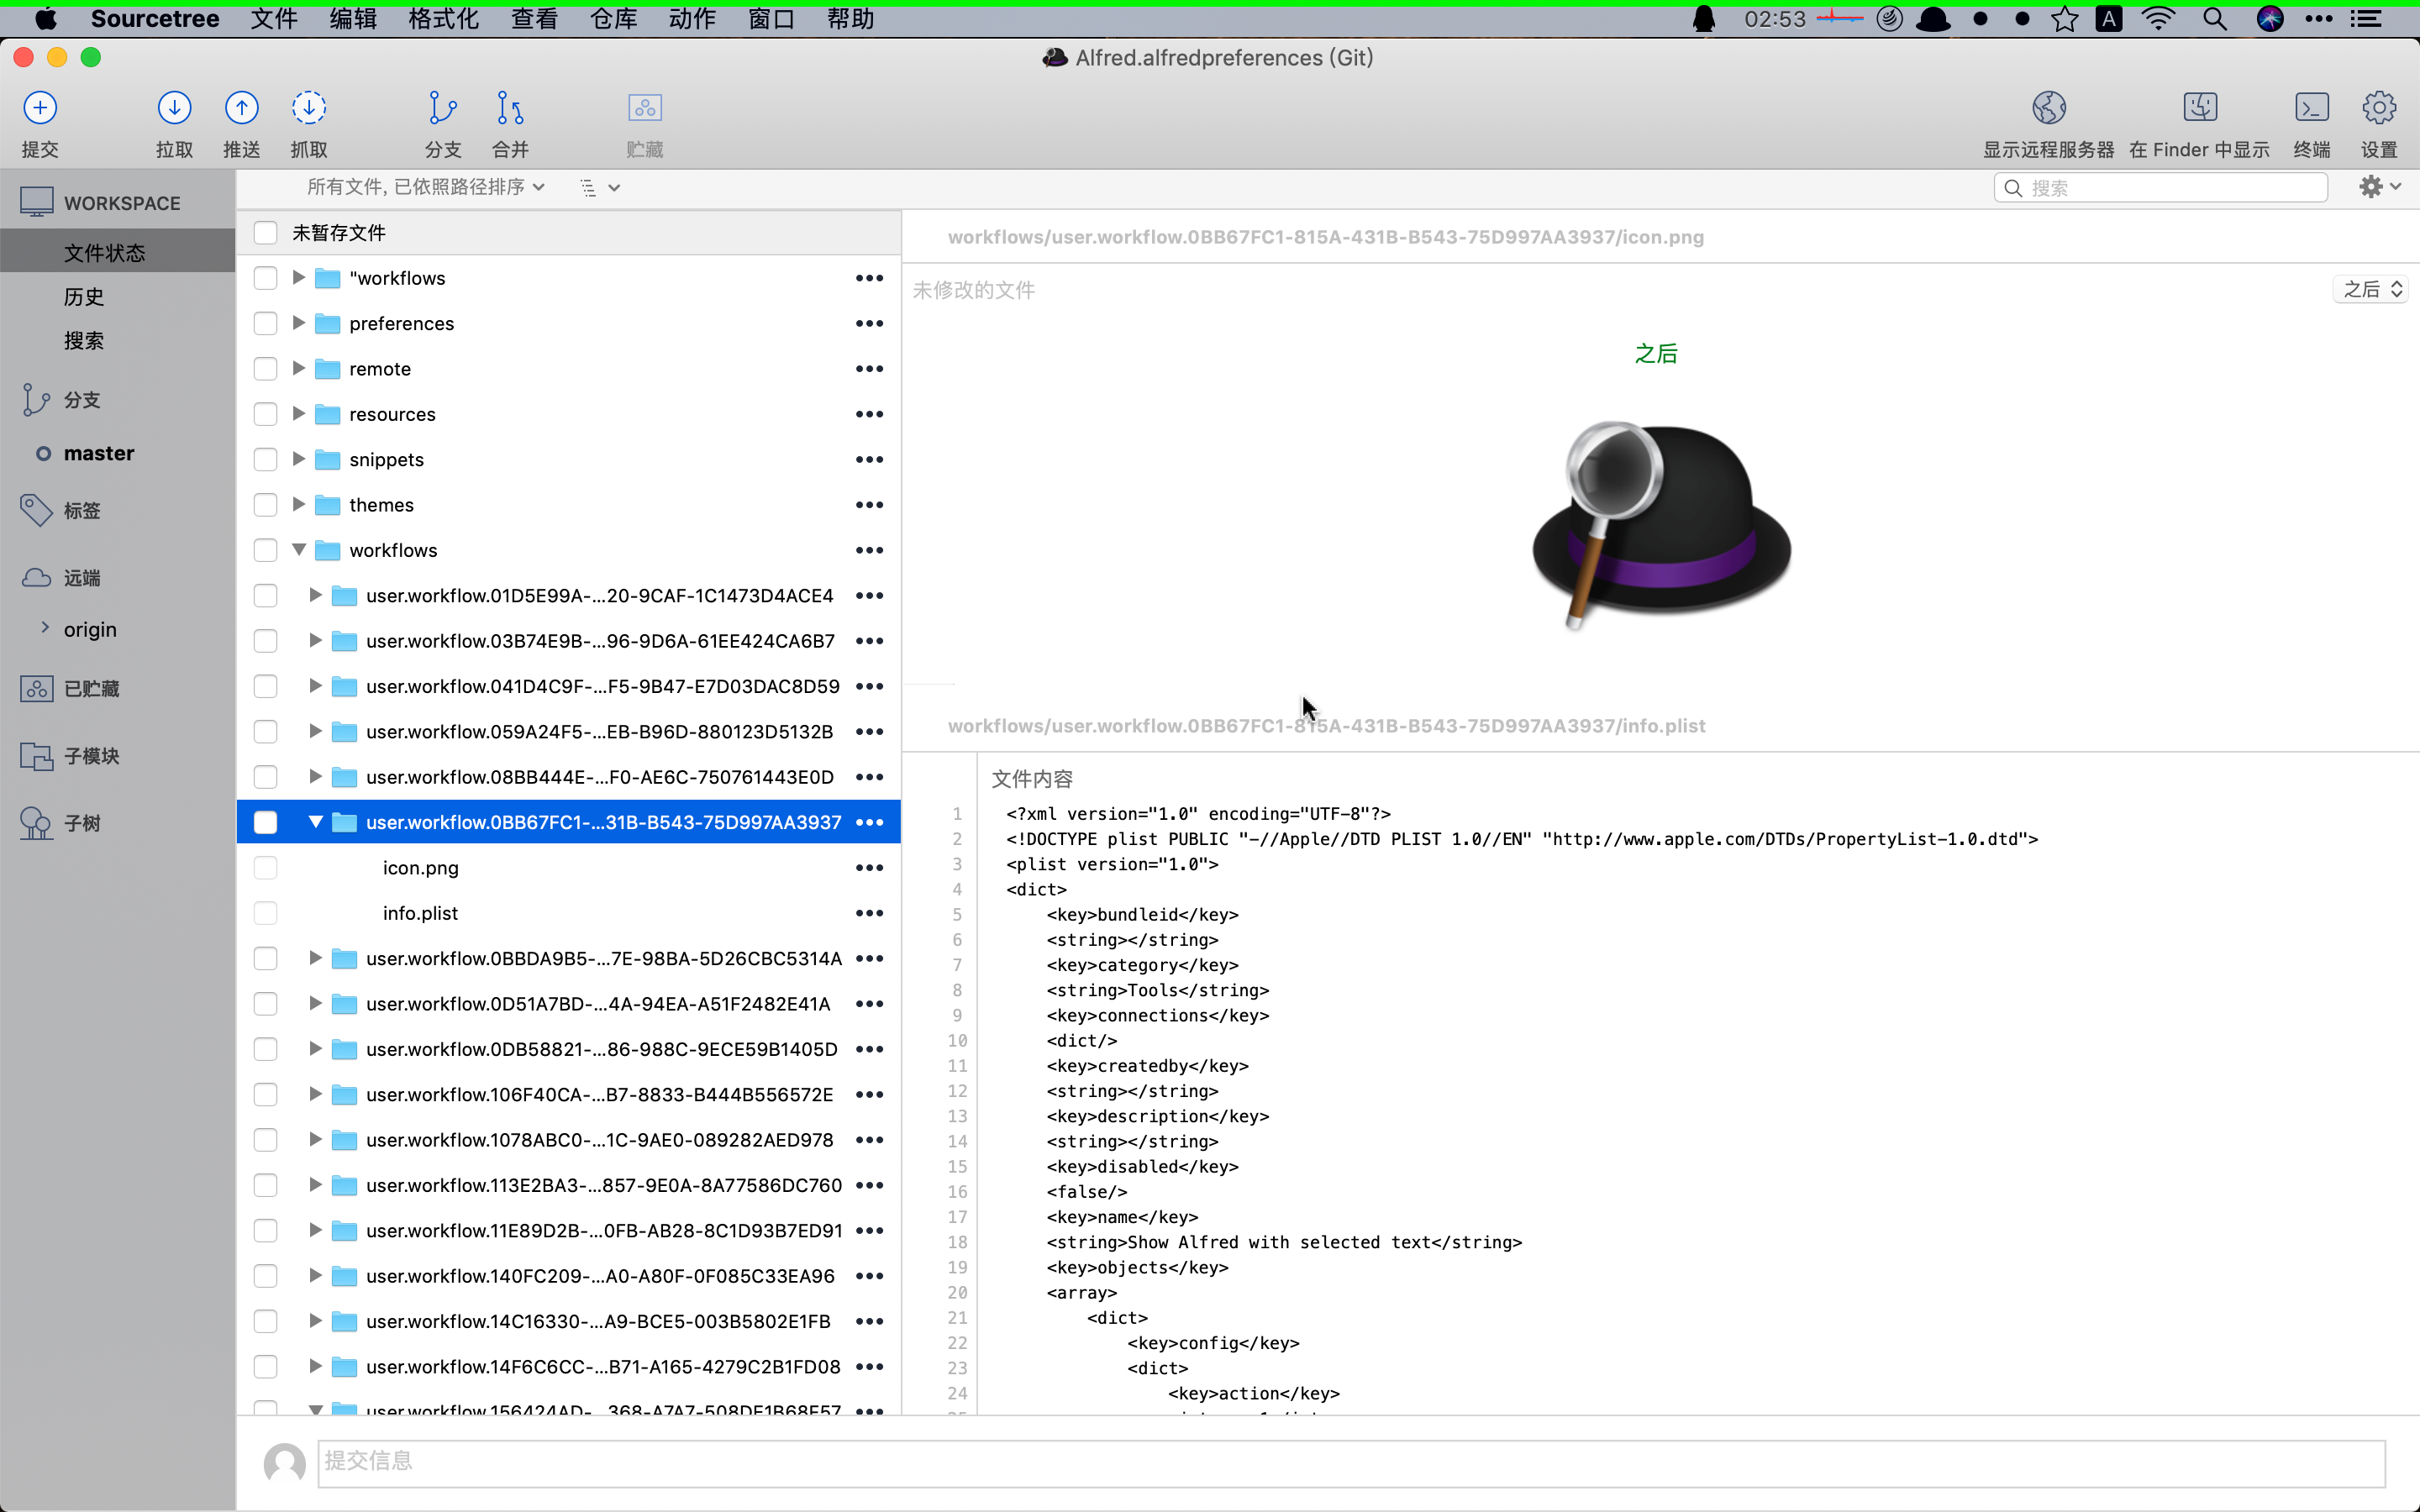 Sourcetree 文件 编辑 格式化 查看 仓库 动作 窗口 帮助 02:53 A
Alfred.alfredpreferences (Git)
提交 拉取 推送 抓取 分支 合并 贮藏 显示远程服务器 在 Finder 中显示 终端 设置
WORKSPACE
文件状态
历史
搜索
分支
master
标签
远端
origin
已贮藏
子模块
子树
所有文件, 已依照路径排序
搜索
未暂存文件
"workflows
preferences
remote
resources
snippets
themes
workflows
user.workflow.01D5E99A-...20-9CAF-1C1473D4ACE4
user.workflow.03B74E9B-...96-9D6A-61EE424CA6B7
user.workflow.041D4C9F-...F5-9B47-E7D03DAC8D59
user.workflow.059A24F5-...EB-B96D-880123D5132B
user.workflow.08BB444E-...F0-AE6C-750761443E0D
user.workflow.0BB67FC1-...31B-B543-75D997AA3937
icon.png
info.plist
user.workflow.0BBDA9B5-...7E-98BA-5D26CBC5314A
user.workflow.0D51A7BD-...4A-94EA-A51F2482E41A
user.workflow.0DB58821-...86-988C-9ECE59B1405D
user.workflow.106F40CA-...B7-8833-B444B556572E
user.workflow.1078ABC0-...1C-9AE0-089282AED978
user.workflow.113E2BA3-...857-9E0A-8A77586DC760
user.workflow.11E89D2B-...0FB-AB28-8C1D93B7ED91
user.workflow.140FC209-...A0-A80F-0F085C33EA96
user.workflow.14C16330-...A9-BCE5-003B5802E1FB
user.workflow.14F6C6CC-...B71-A165-4279C2B1FD08
user.workflow.156424AD-...368-A7A7-508DE1B68F57
workflows/user.workflow.0BB67FC1-815A-431B-B543-75D997AA3937/icon.png
未修改的文件
之后
之后
workflows/user.workflow.0BB67FC1-815A-431B-B543-75D997AA3937/info.plist
文件内容
1 <?xml version="1.0" encoding="UTF-8"?>
2 <!DOCTYPE plist PUBLIC "-//Apple//DTD PLIST 1.0//EN" "http://www.apple.com/DTDs/PropertyList-1.0.dtd">
3 <plist version="1.0">
4 <dict>
5 <key>bundleid</key>
6 <string></string>
7 <key>category</key>
8 <string>Tools</string>
9 <key>connections</key>
10 <dict/>
11 <key>createdby</key>
12 <string></string>
13 <key>description</key>
14 <string></string>
15 <key>disabled</key>
16 <false/>
17 <key>name</key>
18 <string>Show Alfred with selected text</string>
19 <key>objects</key>
20 <array>
21 <dict>
22 <key>config</key>
23 <dict>
24 <key>action</key>
提交信息